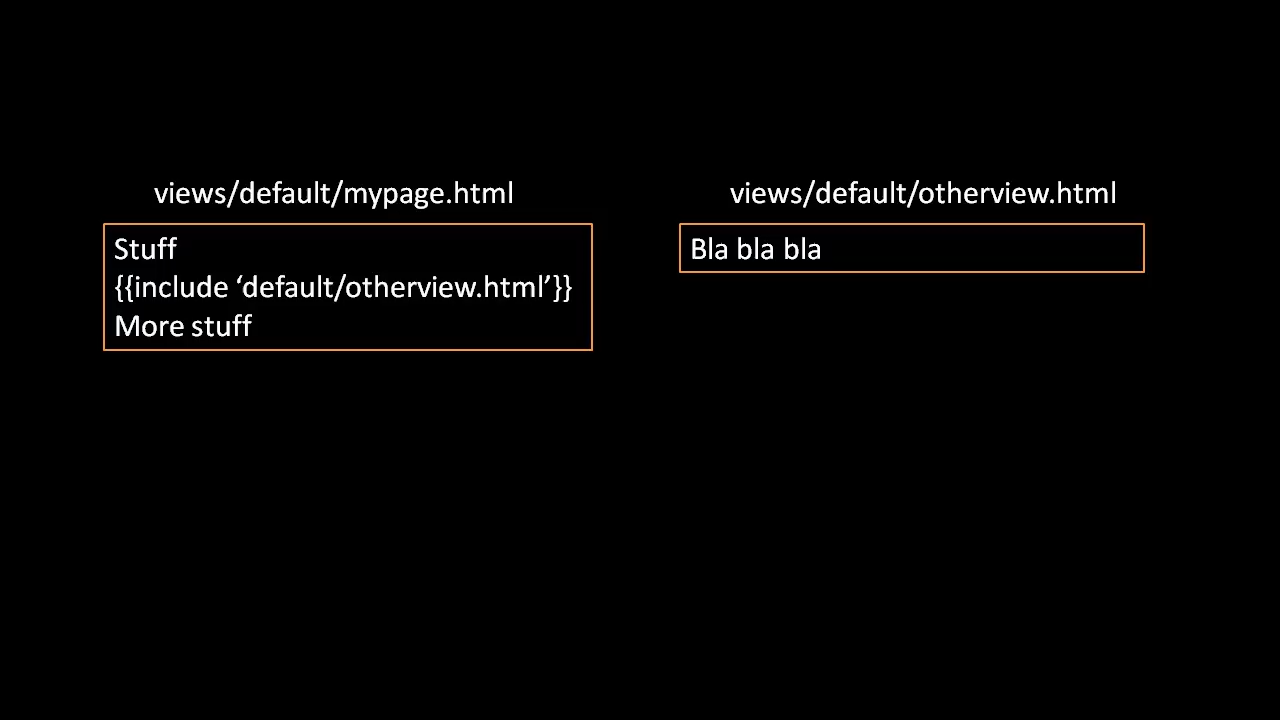 views/default/mypage.html
Stuff
{{include ‘default/otherview.html’}}
More stuff
views/default/otherview.html
Bla bla bla